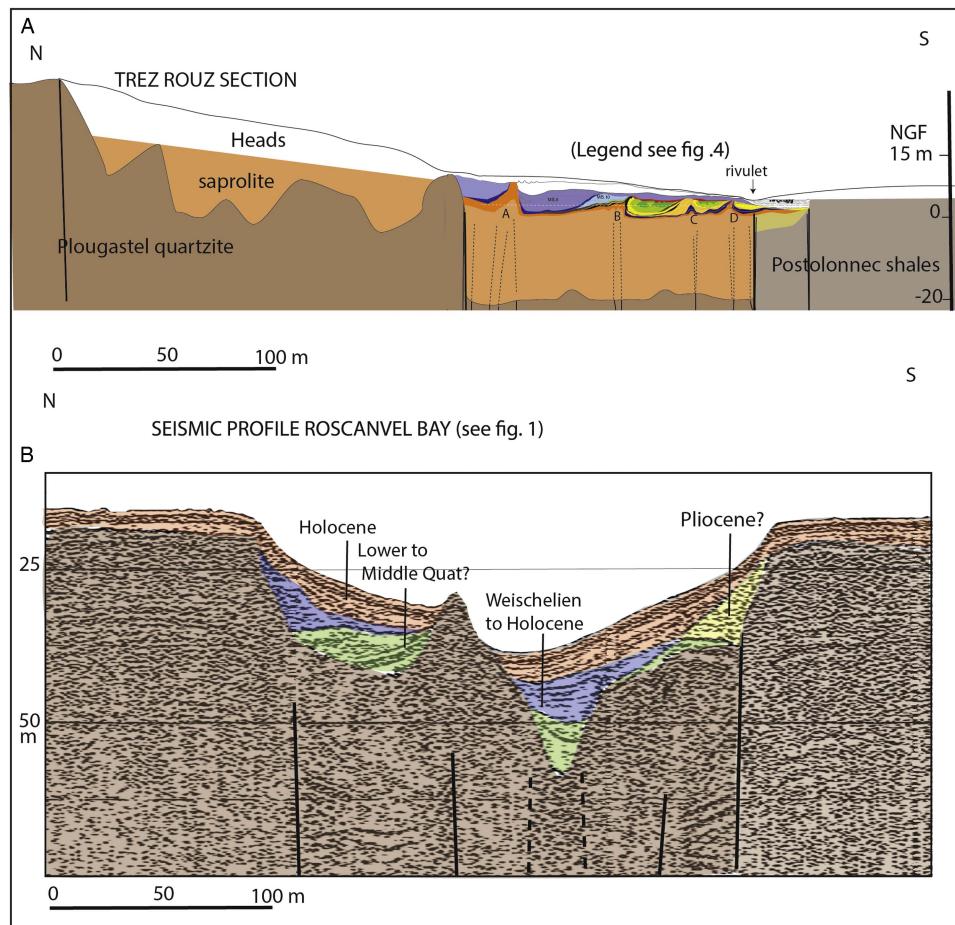 A
N
S
TREZ ROUZ SECTION
Heads
(Legend see fig .4)
NGF
15 m
rivulet
saprolite
A
B
C
D
0
Plougastel quartzite
Postolonnec shales
-20
0
50
100 m
N
S
SEISMIC PROFILE ROSCANVEL BAY (see fig. 1)
B
Holocene
Lower to
Middle Quat?
Pliocene?
25
Weischelien
to Holocene
50
m
0
50
100 m